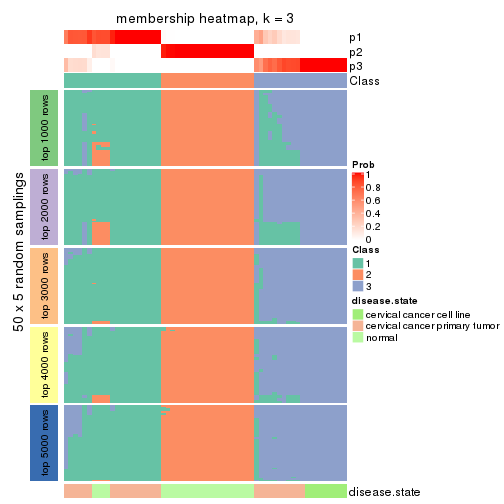 membership heatmap, k = 3
p1
p2
p3
Class
50 x 5 random samplings
top 1000 rows
top 2000 rows
top 3000 rows
top 4000 rows
top 5000 rows
Prob
1
0.8
0.6
0.4
0.2
0
Class
1
2
3
disease.state
cervical cancer cell line
cervical cancer primary tumor
normal
disease.state